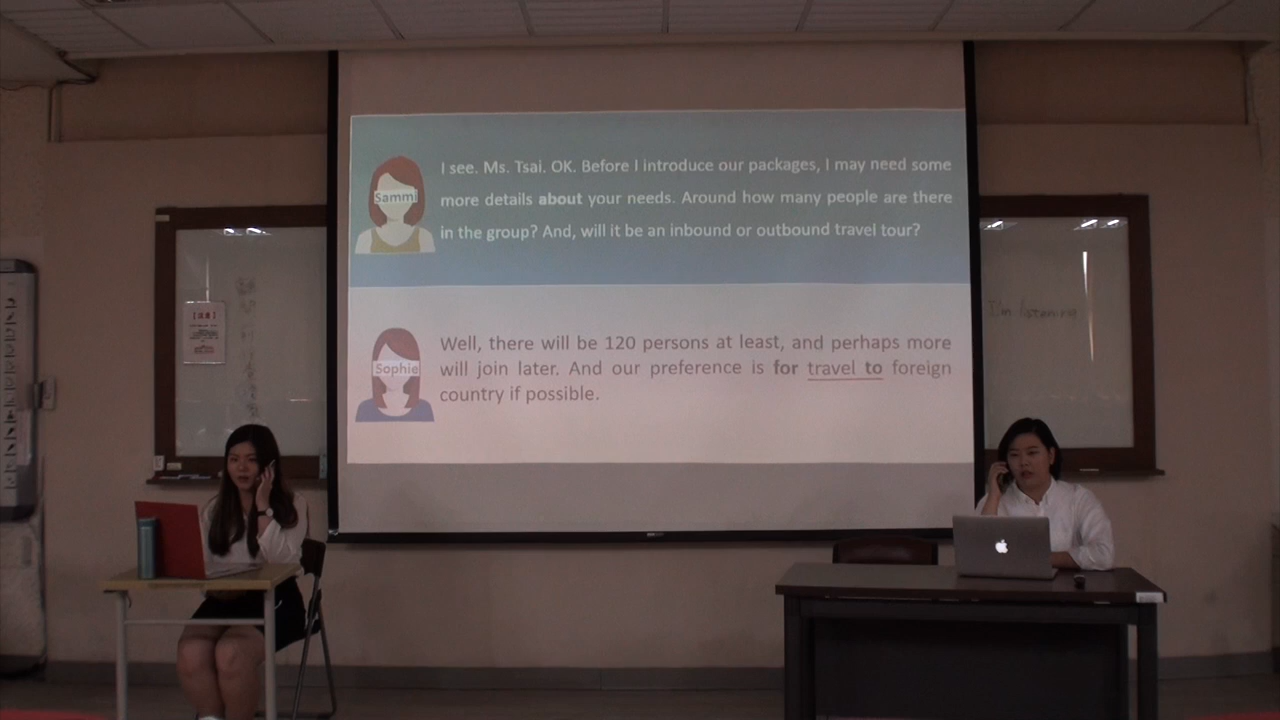 I see. Ms. Tsai. OK. Before I introduce our packages, I may need some
Sammi
more details about your needs. Around how many people are there
in the group? And, will it be an inbound or outbound travel tour?
Well, there will be 120 persons at least, and perhaps more
Sophie
will join later. And our preference is for travel to foreign
country if possible.
I'm listening